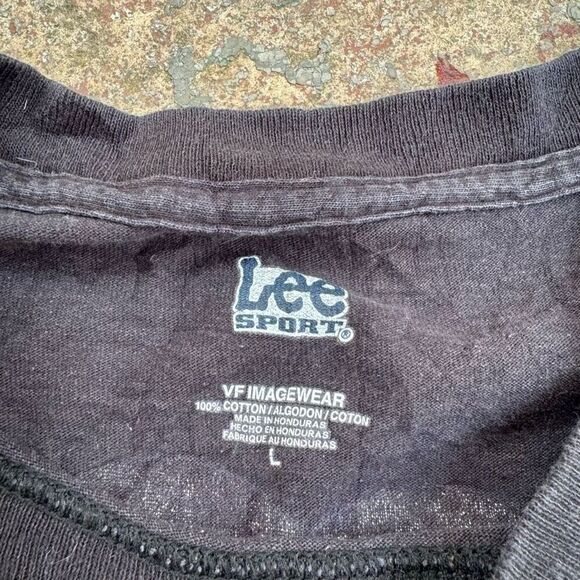 Lee
SPORT®
VF IMAGEWEAR
100% COTTON/ALGODON/COTON
MADE IN HONDURAS
HECHO EN HONDURAS
FABRIQUE AU HONDURAS
L